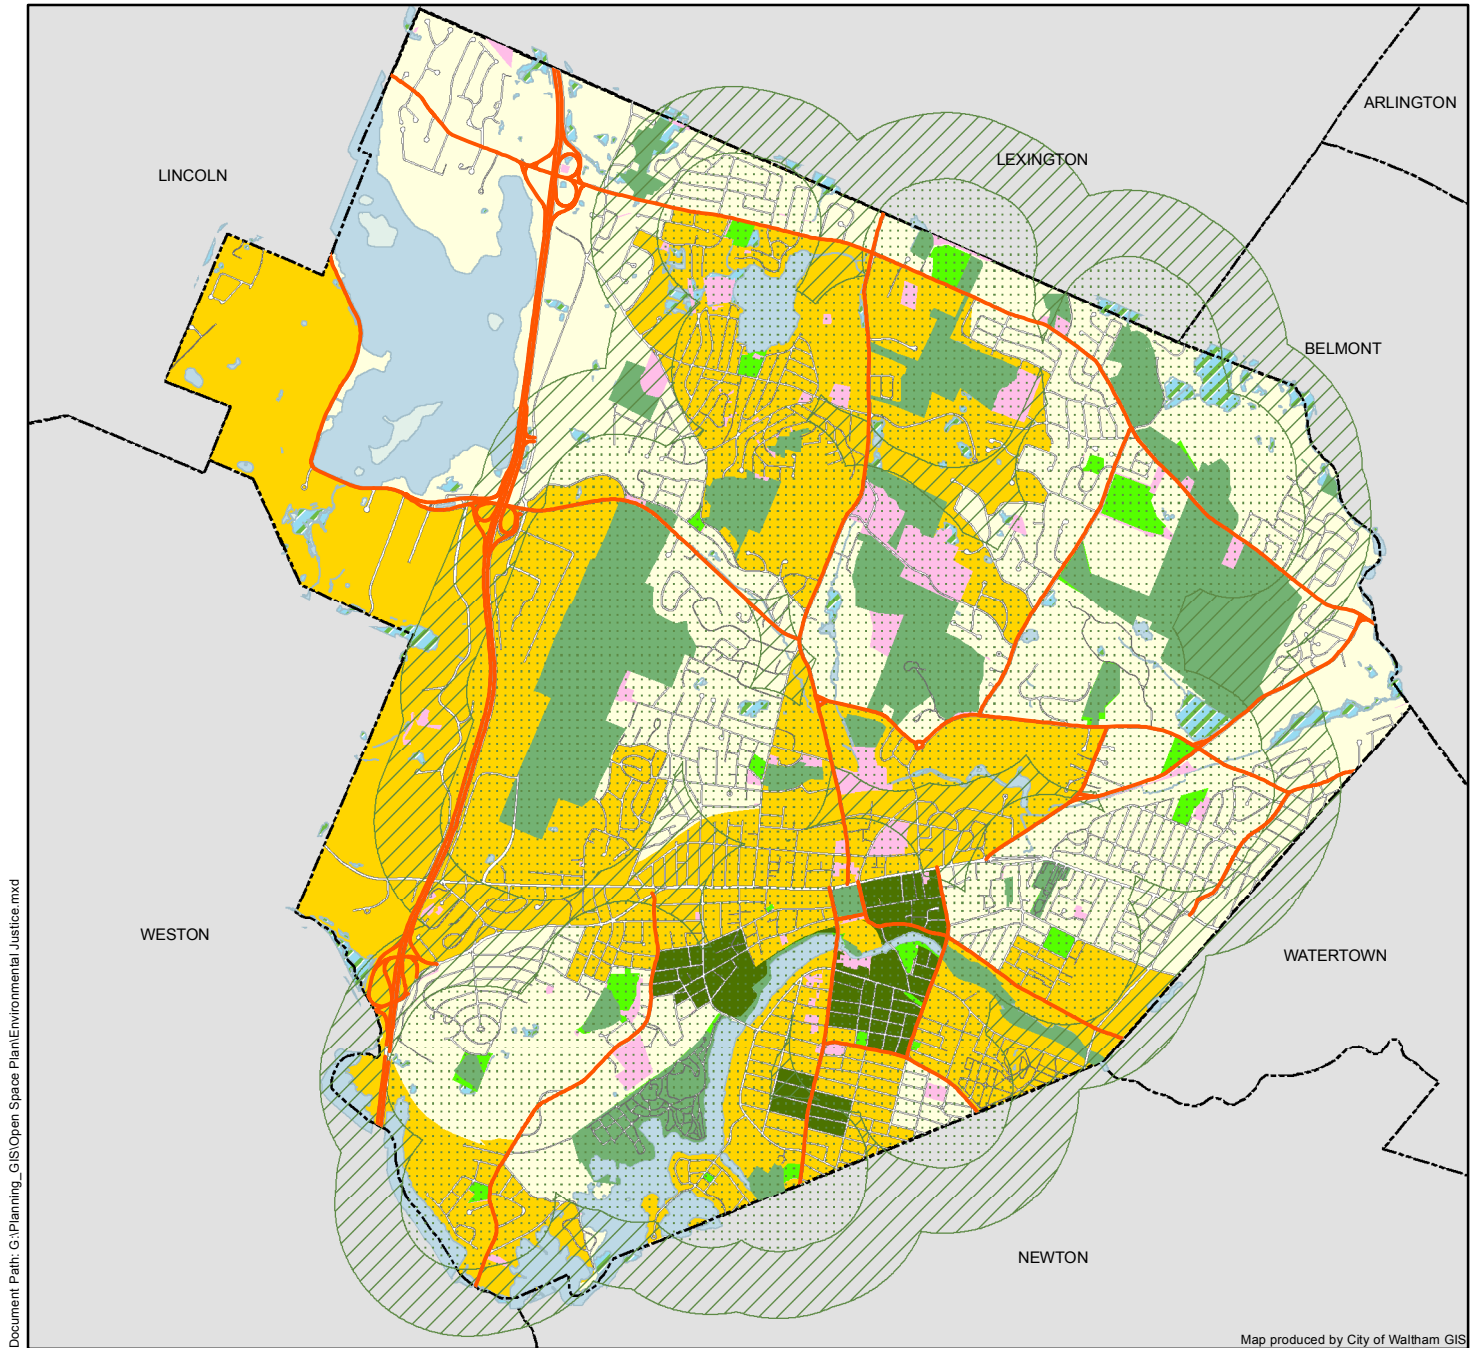 ARLINGTON
LEXINGTON
LINCOLN
BELMONT
WESTON
WATERTOWN
NEWTON
Document Path: G:\Planning_GIS\Open Space Plan\Environmental Justice.mxd
Map produced by City of Waltham GIS